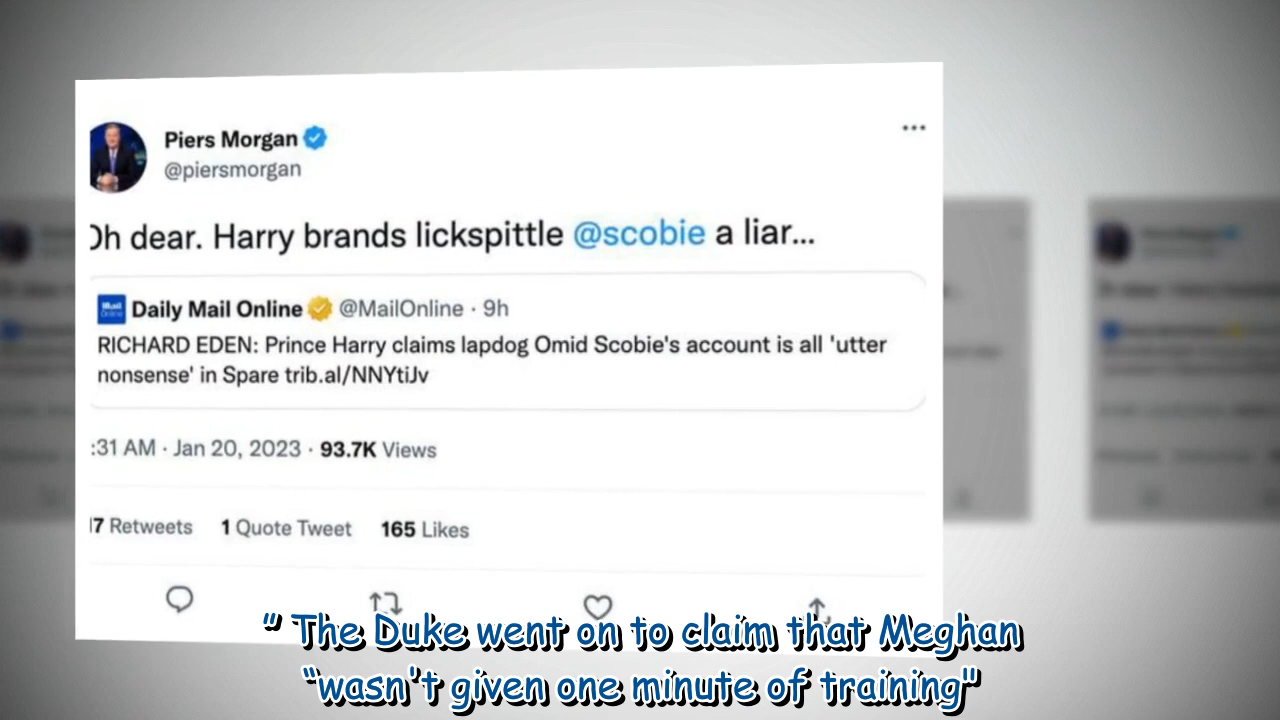 Piers Morgan
@piersmorgan
Oh dear. Harry brands lickspittle @scobie a liar...
Daily Mail Online @MailOnline · 9h
RICHARD EDEN: Prince Harry claims lapdog Omid Scobie's account is all 'utter
nonsense' in Spare trib.al/NNYtiJv
:31 AM · Jan 20, 2023 · 93.7K Views
17 Retweets 1 Quote Tweet 165 Likes
" The Duke went on to claim that Meghan
“wasn't given one minute of training"